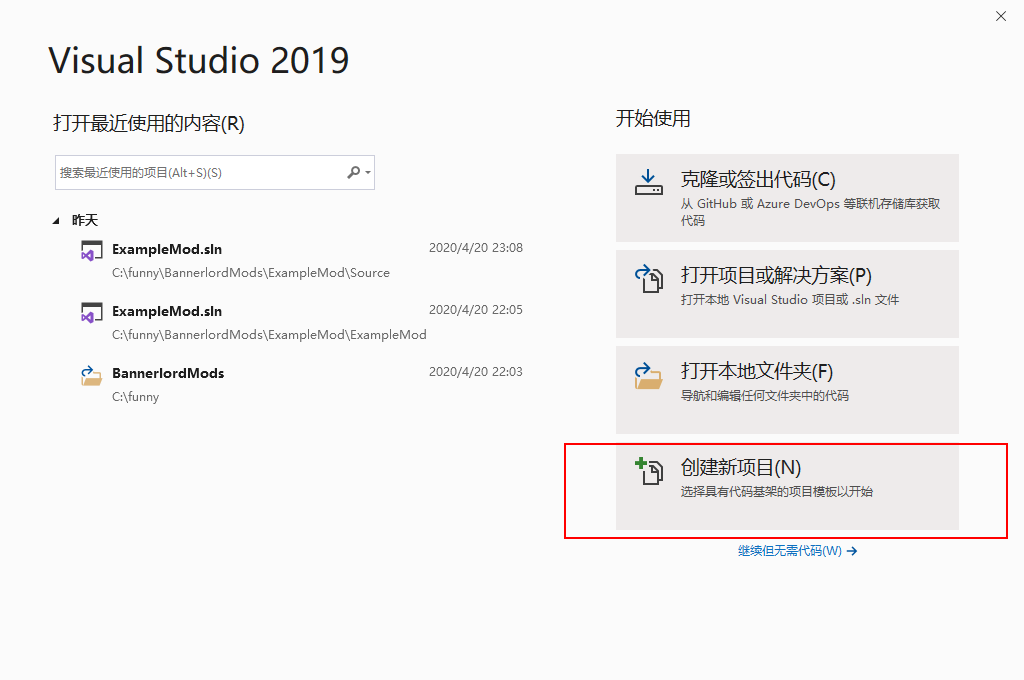 Visual Studio 2019
打开最近使用的内容(R)
搜索最近使用的项目(Alt+S)(S)
昨天
ExampleMod.sln
2020/4/20 23:08
C:\funny\BannerlordMods\ExampleMod\Source
ExampleMod.sln
2020/4/20 22:05
C:\funny\BannerlordMods\ExampleMod\ExampleMod
BannerlordMods
2020/4/20 22:03
C:\funny
开始使用
克隆或签出代码(C)
从 GitHub 或 Azure DevOps 等联机存储库获取
代码
打开项目或解决方案(P)
打开本地 Visual Studio 项目或 .sln 文件
打开本地文件夹(F)
导航和编辑任何文件夹中的代码
创建新项目(N)
选择具有代码基架的项目模板以开始
继续但无需代码(W) →